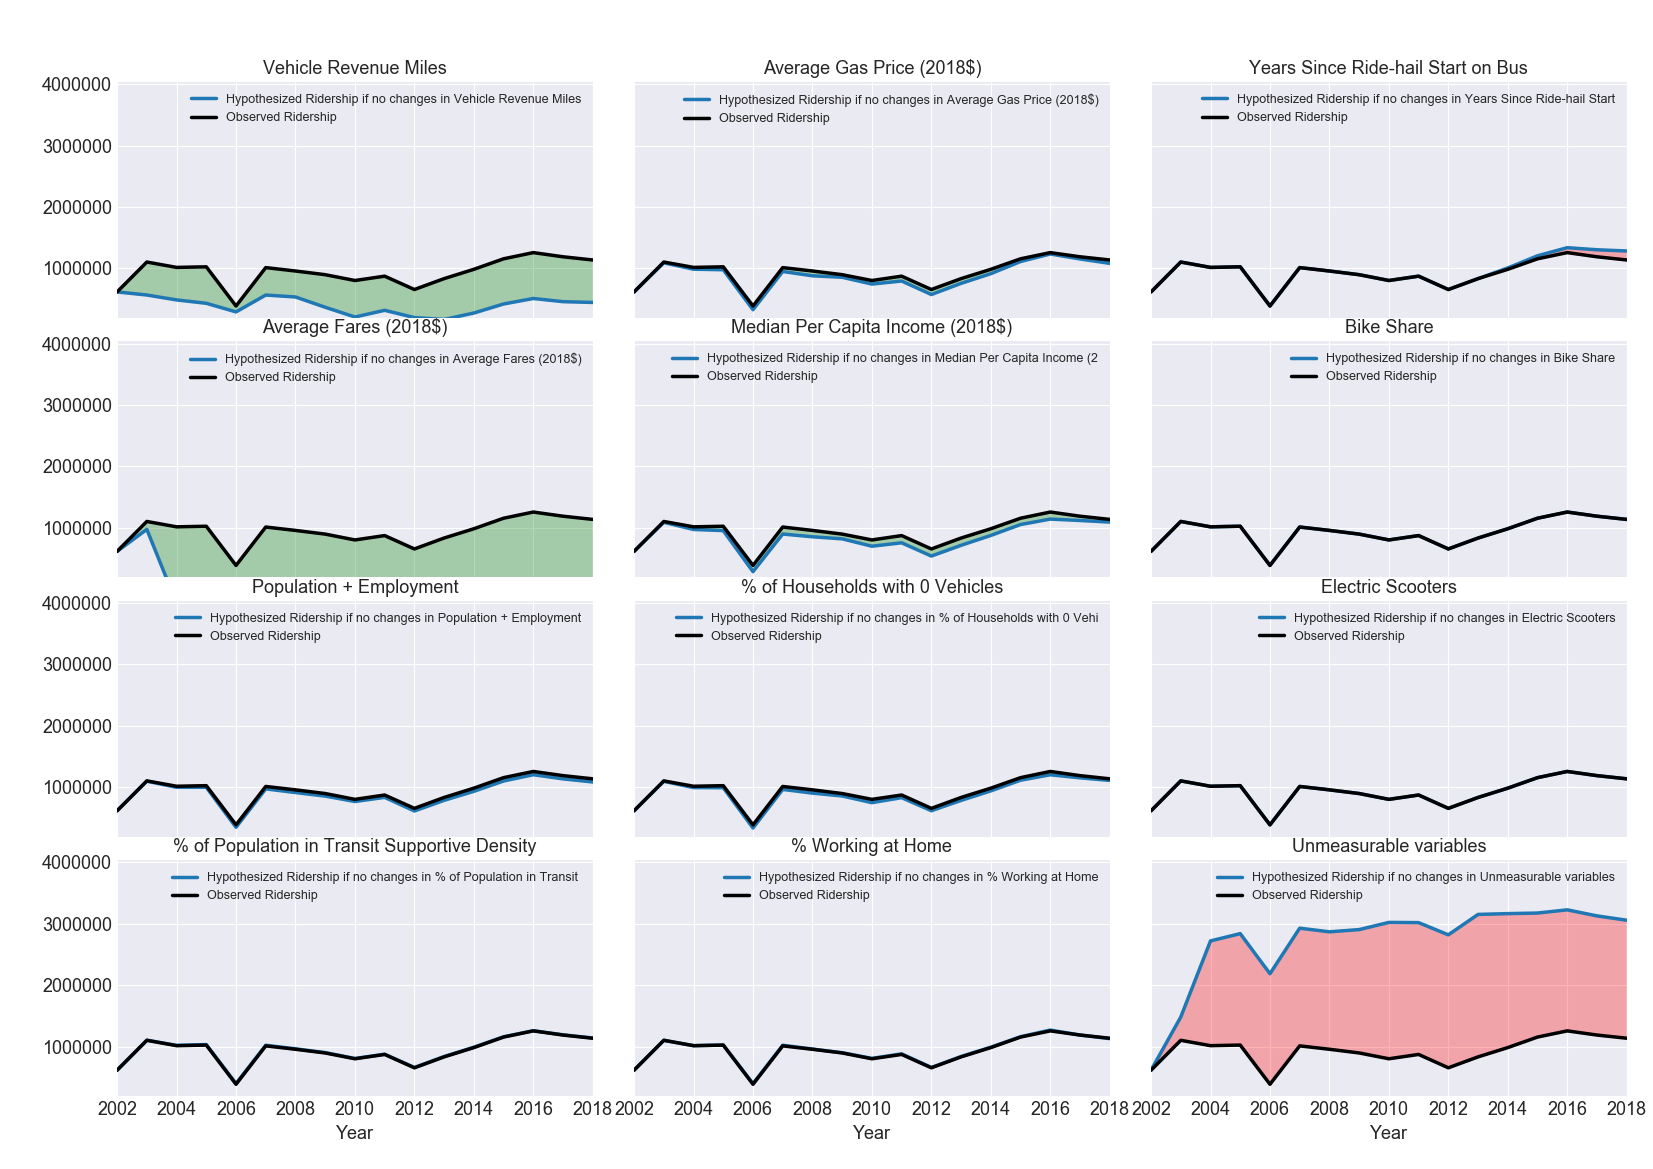 Vehicle Revenue Miles
Average Gas Price (2018$)
Years Since Ride-hail Start on Bus
4000000
3000000
2000000
1000000
Hypothesized Ridership if no changes in Vehicle Revenue Miles
Observed Ridership
Hypothesized Ridership if no changes in Average Gas Price (2018$)
Observed Ridership
Hypothesized Ridership if no changes in Years Since Ride-hail Start
Observed Ridership
Average Fares (2018$)
Median Per Capita Income (2018$)
Bike Share
4000000
3000000
2000000
1000000
Hypothesized Ridership if no changes in Average Fares (2018$)
Observed Ridership
Hypothesized Ridership if no changes in Median Per Capita Income (2
Observed Ridership
Hypothesized Ridership if no changes in Bike Share
Observed Ridership
Population + Employment
% of Households with 0 Vehicles
Electric Scooters
4000000
3000000
2000000
1000000
Hypothesized Ridership if no changes in Population + Employment
Observed Ridership
Hypothesized Ridership if no changes in % of Households with 0 Vehi
Observed Ridership
Hypothesized Ridership if no changes in Electric Scooters
Observed Ridership
% of Population in Transit Supportive Density
% Working at Home
Unmeasurable variables
4000000
3000000
2000000
1000000
Hypothesized Ridership if no changes in % of Population in Transit
Observed Ridership
Hypothesized Ridership if no changes in % Working at Home
Observed Ridership
Hypothesized Ridership if no changes in Unmeasurable variables
Observed Ridership
2002 2004 2006 2008 2010 2012 2014 2016 2018
2002 2004 2006 2008 2010 2012 2014 2016 2018
2002 2004 2006 2008 2010 2012 2014 2016 2018
Year
Year
Year